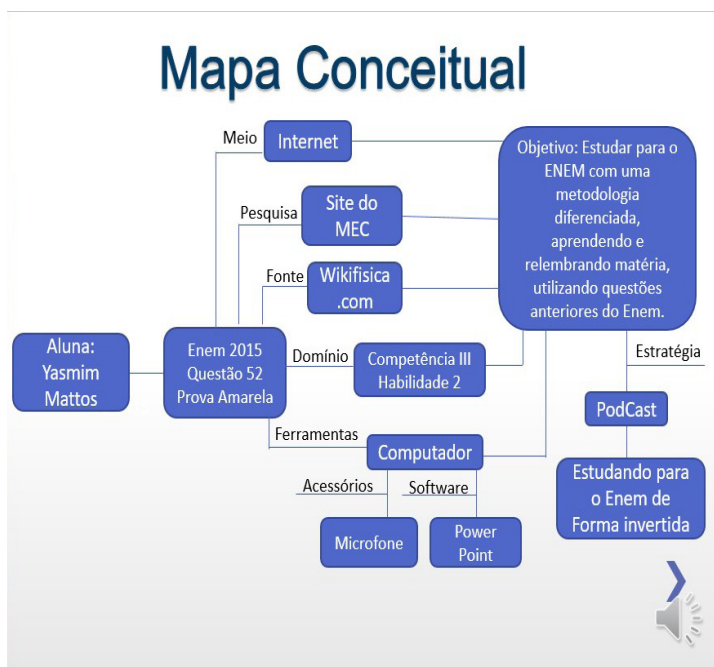 Mapa Conceitual
Meio
Internet
Objetivo: Estudar para o
ENEM com uma
metodologia
diferenciada,
aprendendo e
relembrando matéria,
utilizando questões
anteriores do Enem.
Pesquisa
Site do
MEC
Fonte
Wikifisica
.com
Aluna:
Yasmim
Mattos
Enem 2015
Questão 52
Prova Amarela
Domínio
Competência III
Habilidade 2
Estratégia
PodCast
Estudando para
o Enem de
Forma invertida
Ferramentas
Computador
Acessórios
Software
Microfone
Power
Point